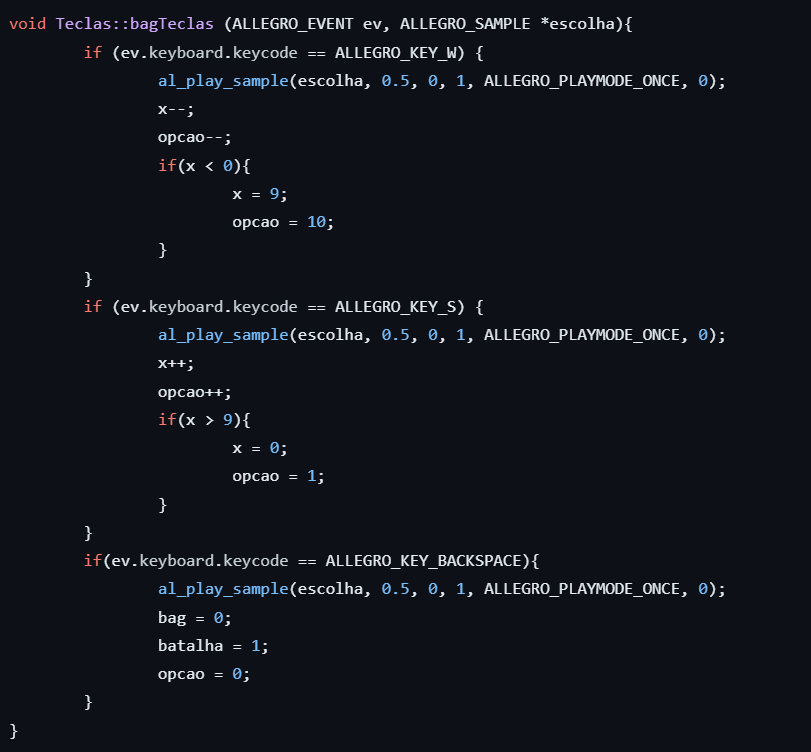 void Teclas::bagTeclas (ALLEGRO_EVENT ev, ALLEGRO_SAMPLE *escolha){
        if (ev.keyboard.keycode == ALLEGRO_KEY_W) {
                al_play_sample(escolha, 0.5, 0, 1, ALLEGRO_PLAYMODE_ONCE, 0);
                x--;
                opcao--;
                if(x < 0){
                        x = 9;
                        opcao = 10;
                }
        }
        if (ev.keyboard.keycode == ALLEGRO_KEY_S) {
                al_play_sample(escolha, 0.5, 0, 1, ALLEGRO_PLAYMODE_ONCE, 0);
                x++;
                opcao++;
                if(x > 9){
                        x = 0;
                        opcao = 1;
                }
        }
        if(ev.keyboard.keycode == ALLEGRO_KEY_BACKSPACE){
                al_play_sample(escolha, 0.5, 0, 1, ALLEGRO_PLAYMODE_ONCE, 0);
                bag = 0;
                batalha = 1;
                opcao = 0;
        }
}